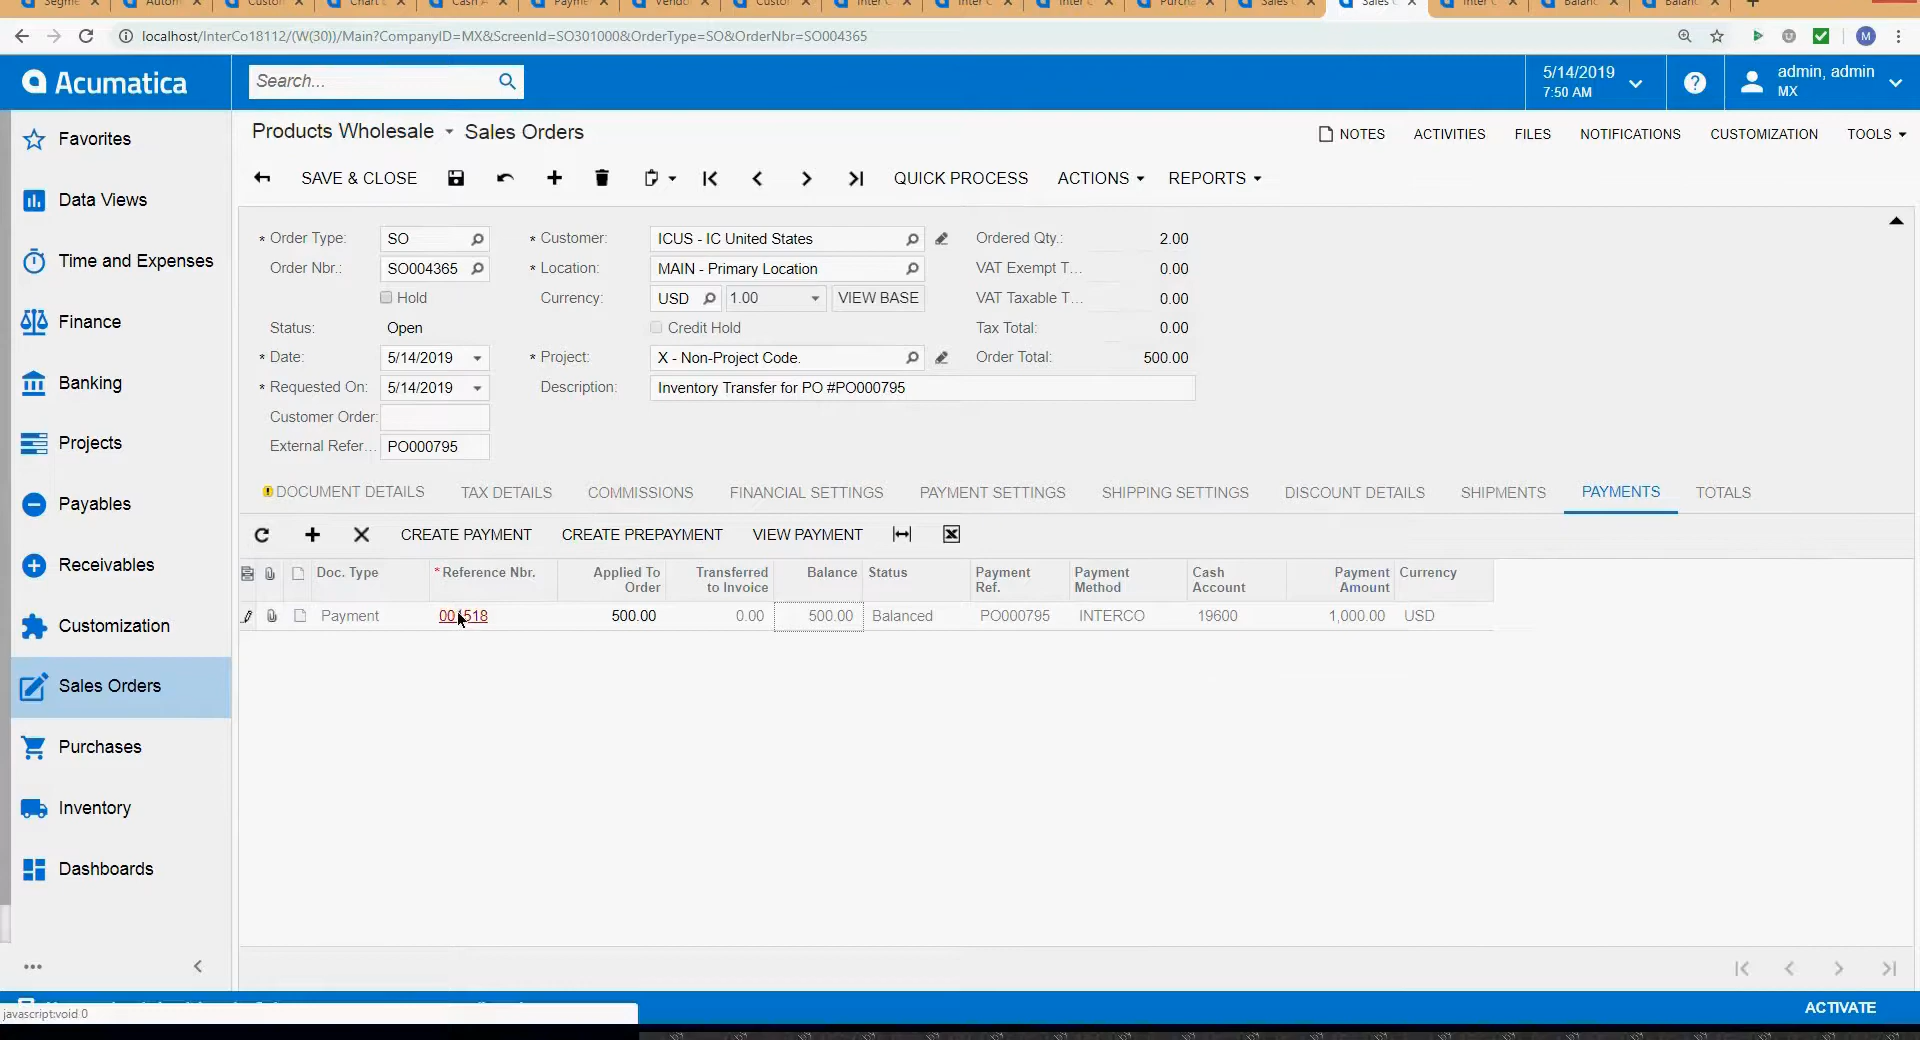 localhost/InterCo18112/(W(30))/Main?CompanyID=MX&ScreenId=SO301000&OrderType=SO&OrderNbr=SO004365
M
Acumatica
Search...
5/14/2019
7:50 AM
admin, admin
MX
Favorites
Data Views
Time and Expenses
Finance
Banking
Projects
Payables
Receivables
Customization
Sales Orders
Purchases
Inventory
Dashboards
Products Wholesale Sales Orders
NOTES ACTIVITIES FILES NOTIFICATIONS CUSTOMIZATION TOOLS
SAVE & CLOSE QUICK PROCESS ACTIONS REPORTS
* Order Type: SO
Order Nbr.: SO004365
Hold
Status: Open
* Date: 5/14/2019
* Requested On: 5/14/2019
Customer Order:
External Refer... PO000795
* Customer: ICUS - IC United States
* Location: MAIN - Primary Location
Currency: USD 1.00 VIEW BASE
Credit Hold
* Project: X - Non-Project Code.
Description: Inventory Transfer for PO #PO000795
Ordered Qty.: 2.00
VAT Exempt T... 0.00
VAT Taxable T... 0.00
Tax Total: 0.00
Order Total: 500.00
DOCUMENT DETAILS TAX DETAILS COMMISSIONS FINANCIAL SETTINGS PAYMENT SETTINGS SHIPPING SETTINGS DISCOUNT DETAILS SHIPMENTS PAYMENTS TOTALS
CREATE PAYMENT CREATE PREPAYMENT VIEW PAYMENT
Doc. Type * Reference Nbr. Applied To Order Transferred to Invoice Balance Status Payment Ref. Payment Method Cash Account Payment Amount Currency
Payment 500.00 0.00 500.00 Balanced PO000795 INTERCO 19600 1,000.00 USD
ACTIVATE
javascript:void 0